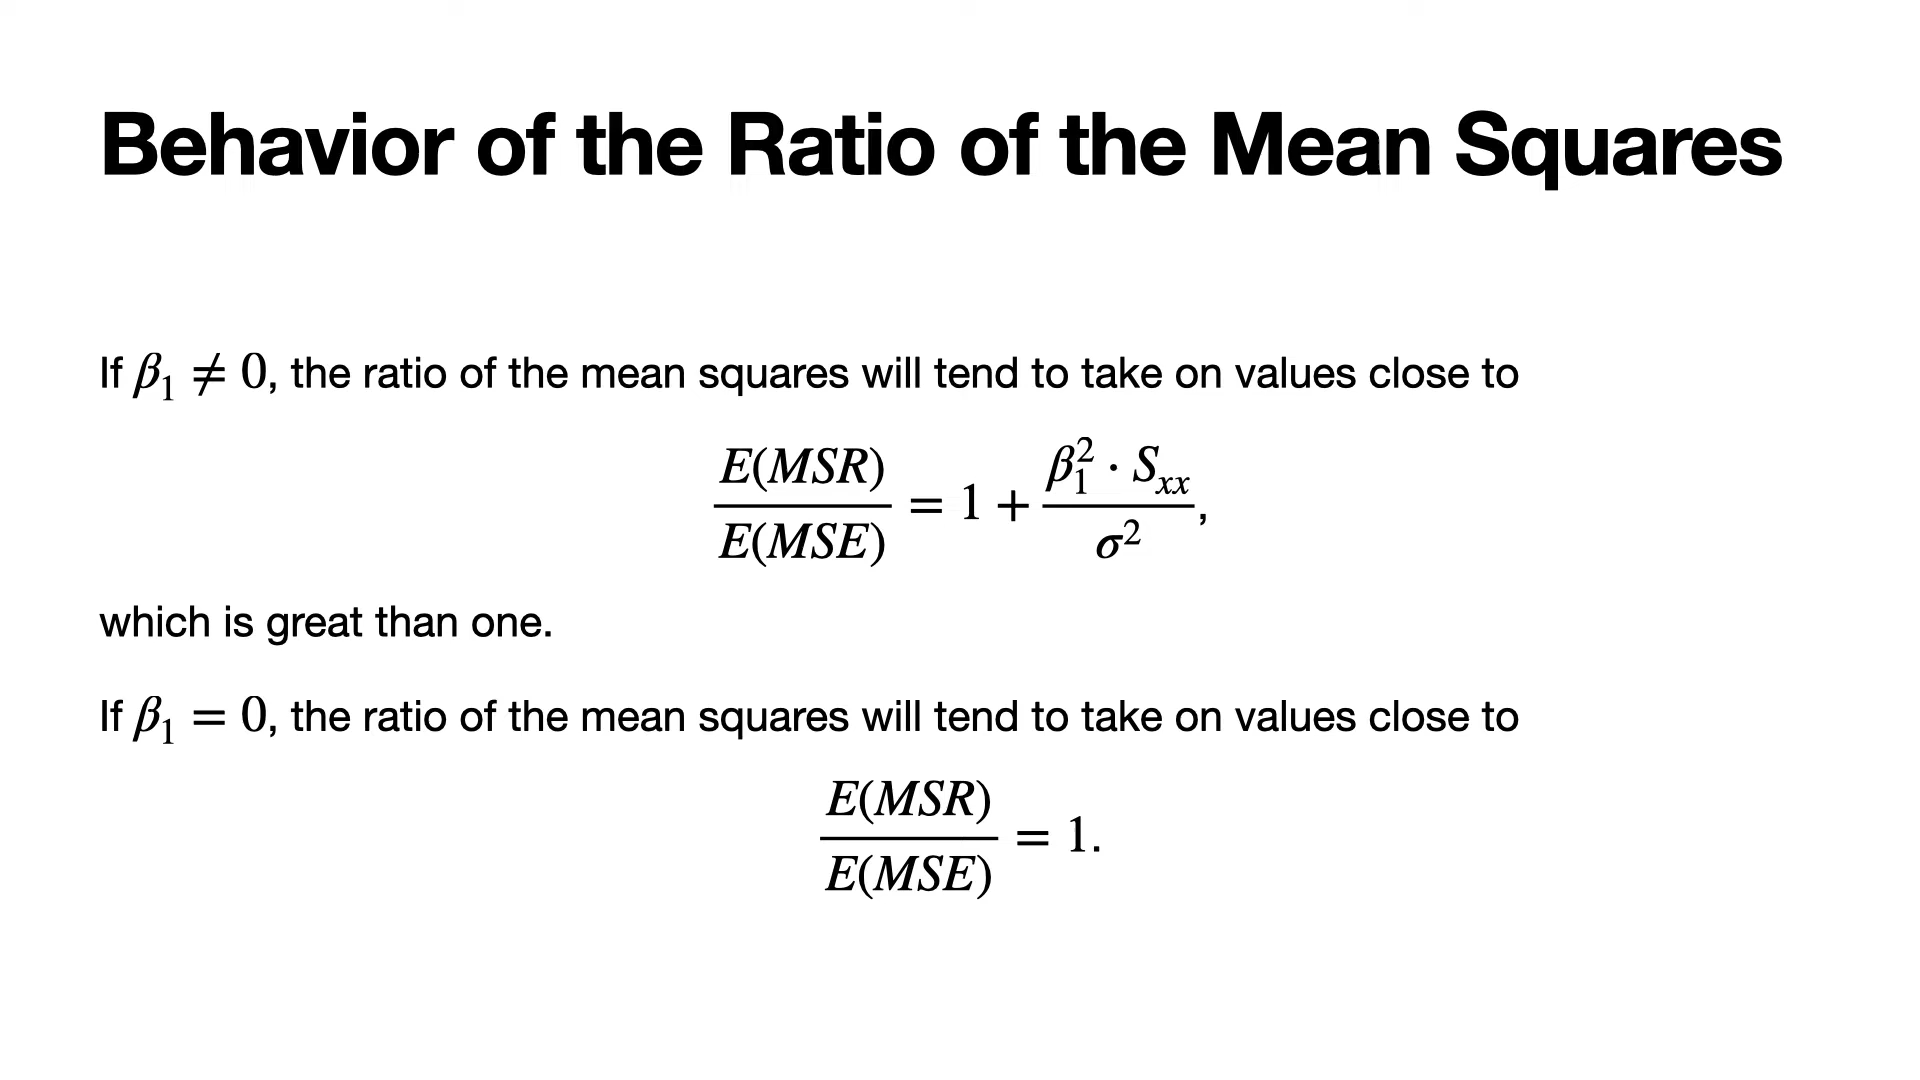 Behavior of the Ratio of the Mean Squares
If β₁ ≠ 0, the ratio of the mean squares will tend to take on values close to
E(MSR)/E(MSE) = 1 + β₁² · Sₓₓ/σ²,
which is great than one.
If β₁ = 0, the ratio of the mean squares will tend to take on values close to
E(MSR)/E(MSE) = 1.